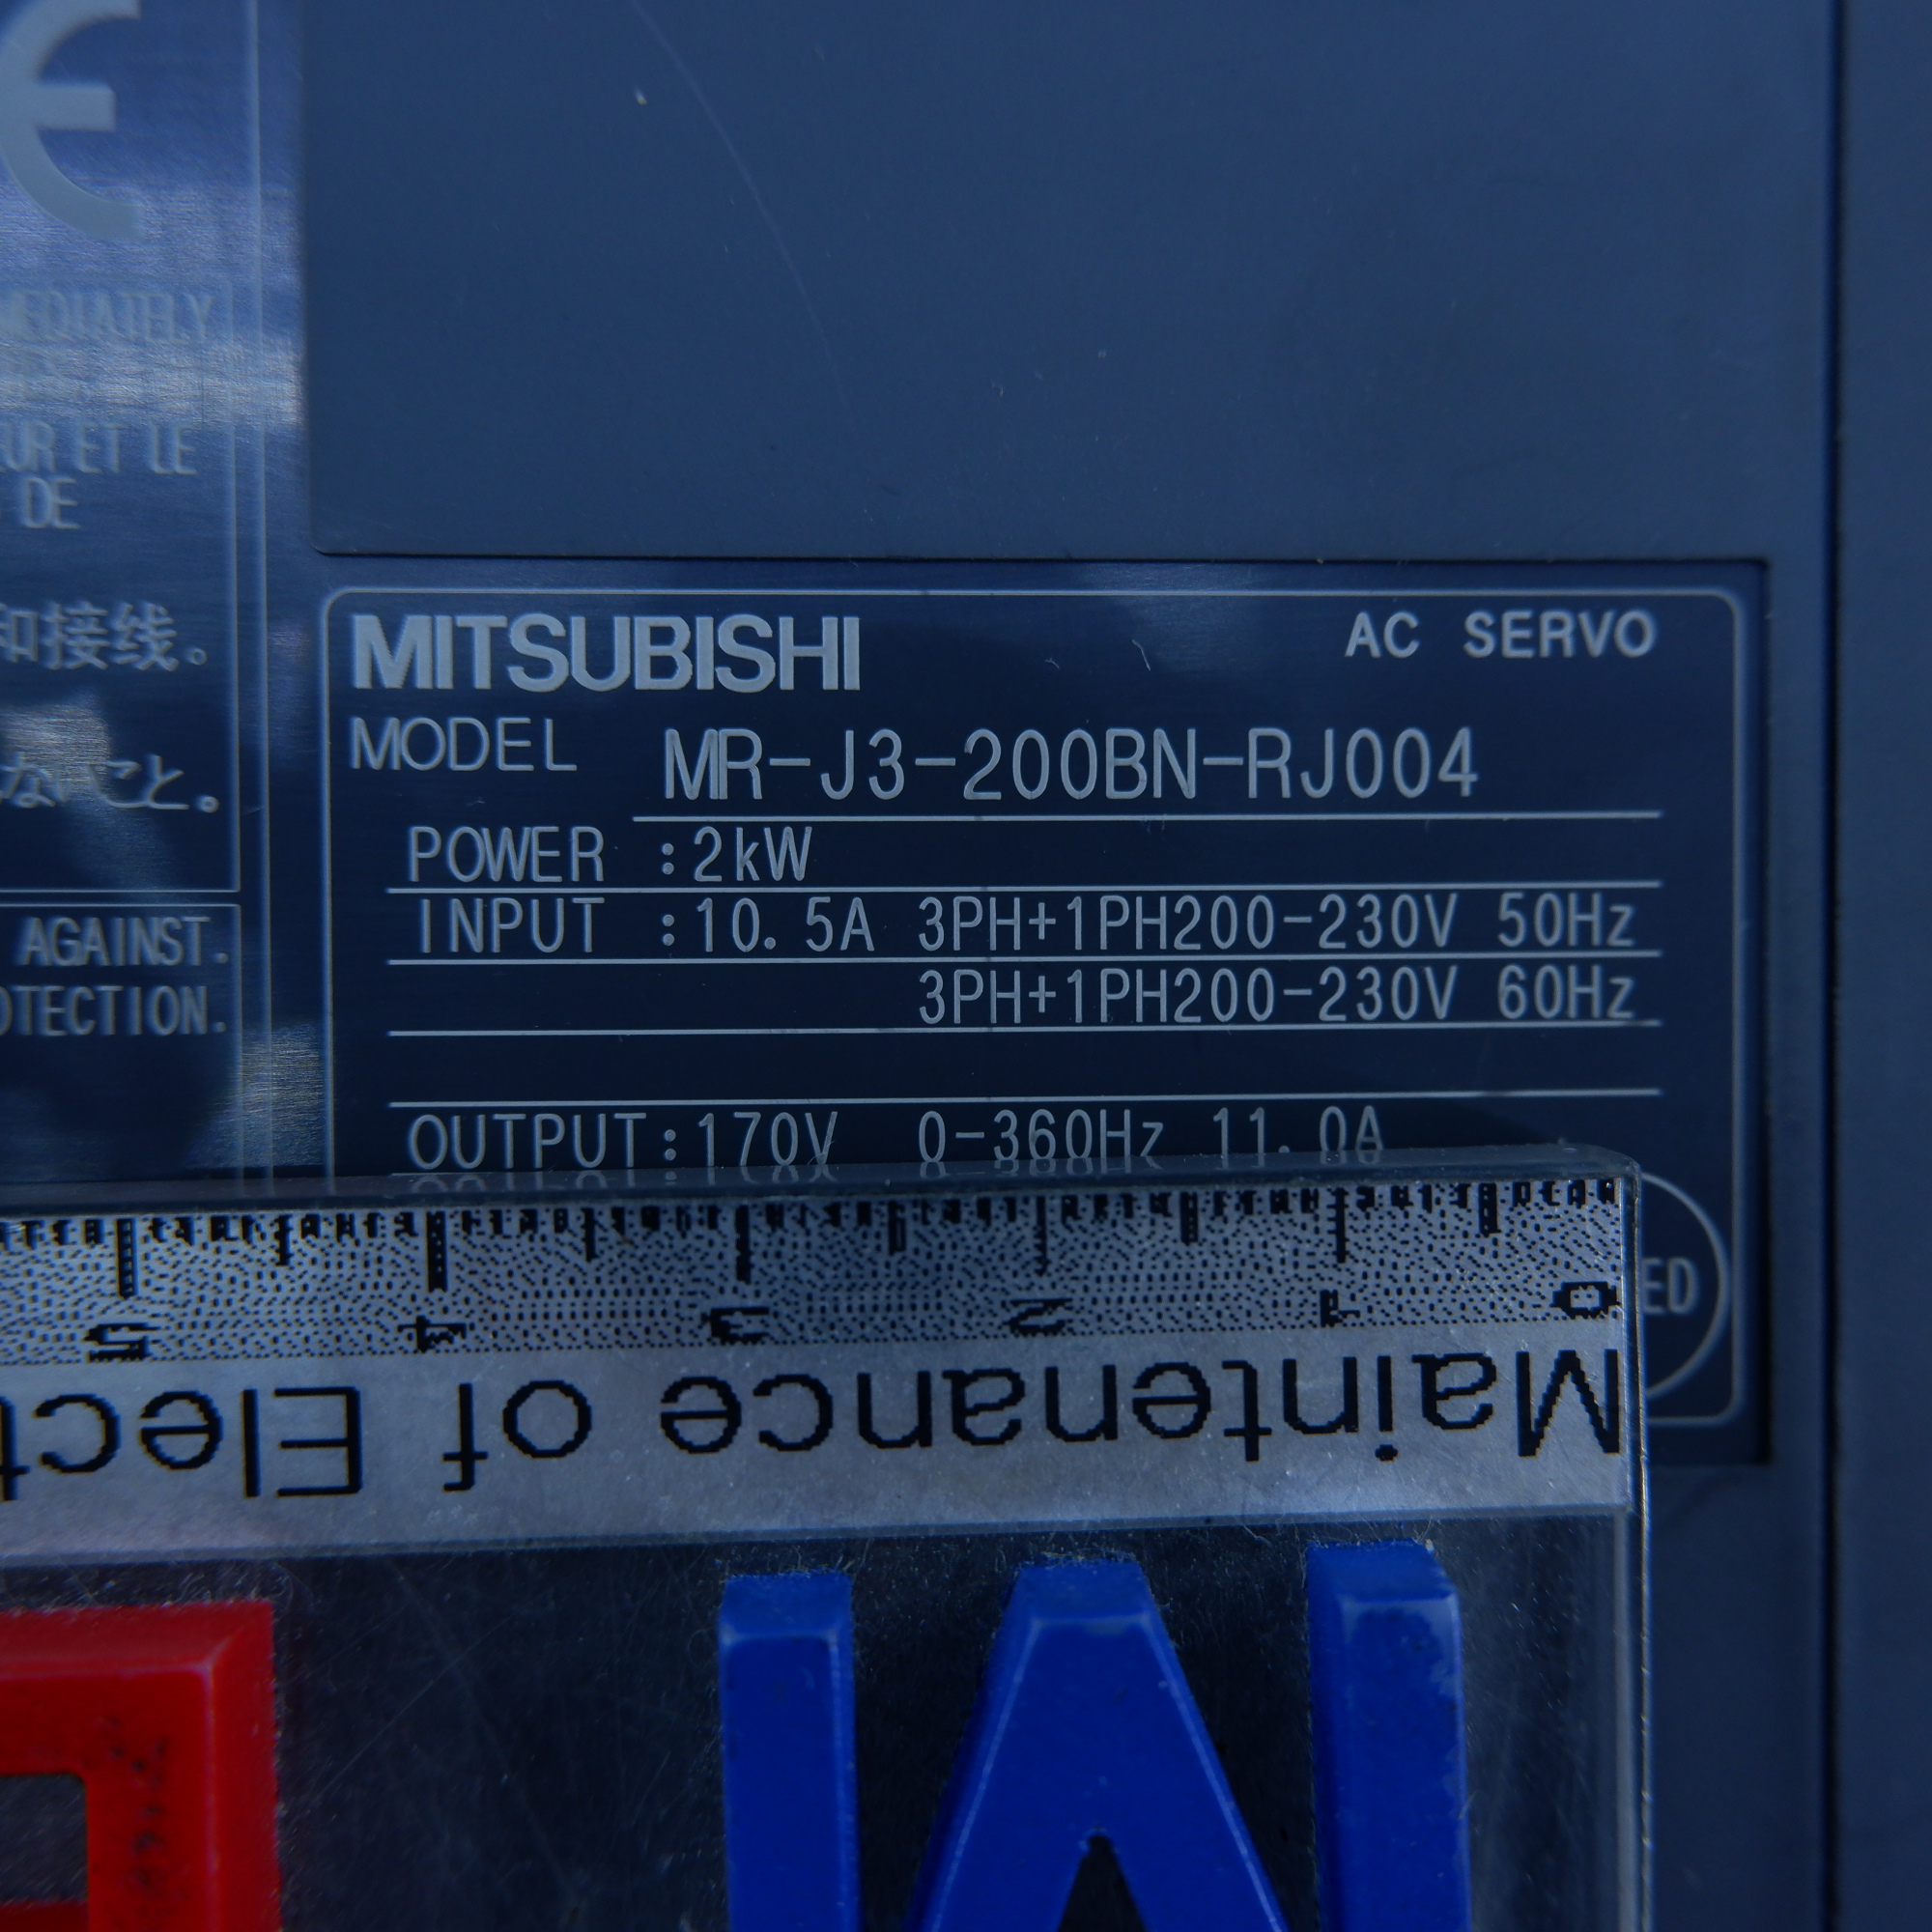 CE
EDIATELY
EUR ET LE
DE
和接线。
ないこと。
AGAINST.
OTECTION.
MITSUBISHI
AC SERVO
MODEL MR-J3-200BN-RJ004
POWER :2kW
INPUT :10.5A 3PH+1PH200-230V 50Hz
3PH+1PH200-230V 60Hz
OUTPUT:170V 0-360Hz 11.0A
ED
0 1 2 3 4 5
Maintenance of Elect